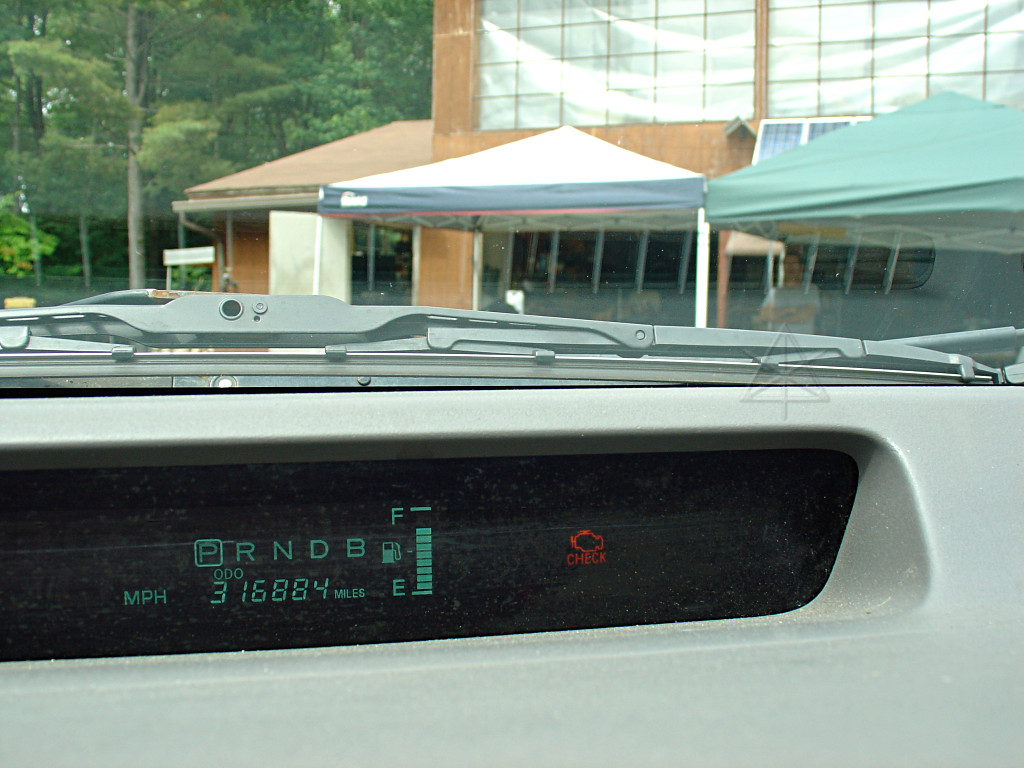 F
P R N D B
ODO
MPH 316884 MILES E
CHECK